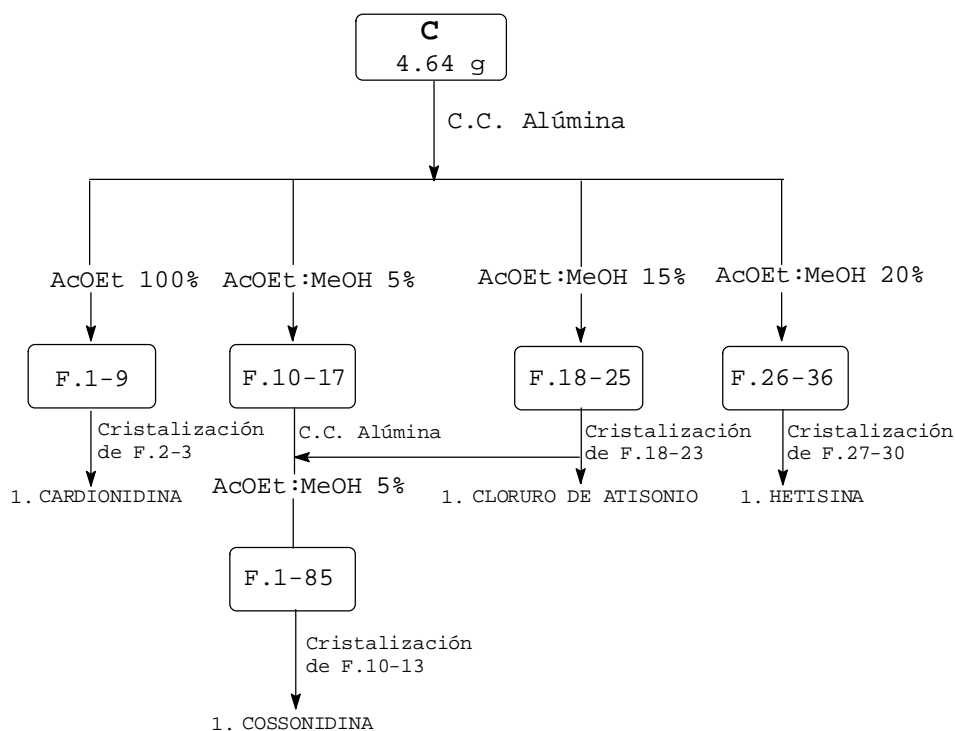 C
4.64 g
C.C. Alúmina
AcOEt 100%
AcOEt:MeOH 5%
AcOEt:MeOH 15%
AcOEt:MeOH 20%
F.1-9
F.10-17
F.18-25
F.26-36
Cristalización
de F.2-3
C.C. Alúmina
Cristalización
de F.18-23
Cristalización
de F.27-30
1. CARDIONIDINA
AcOEt:MeOH 5%
1. CLORURO DE ATISONIO
1. HETISINA
F.1-85
Cristalización
de F.10-13
1. COSSONIDINA